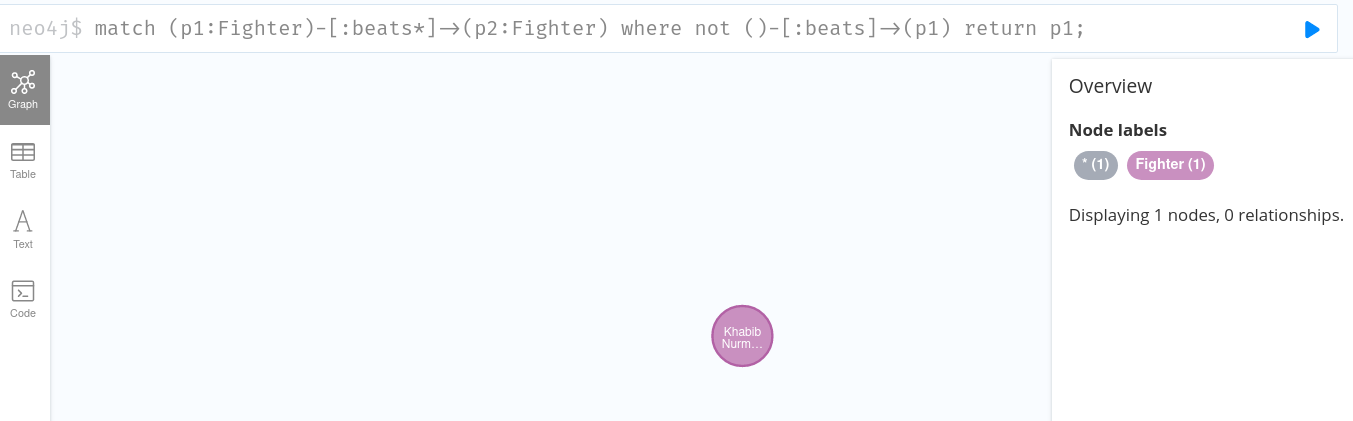 neo4j$ match (p1:Fighter)-[:beats*]->(p2:Fighter) where not ()-[:beats]->(p1) return p1;
Graph
Table
Text
Code
Khabib
Nurm...
Overview
Node labels
* (1) Fighter (1)
Displaying 1 nodes, 0 relationships.